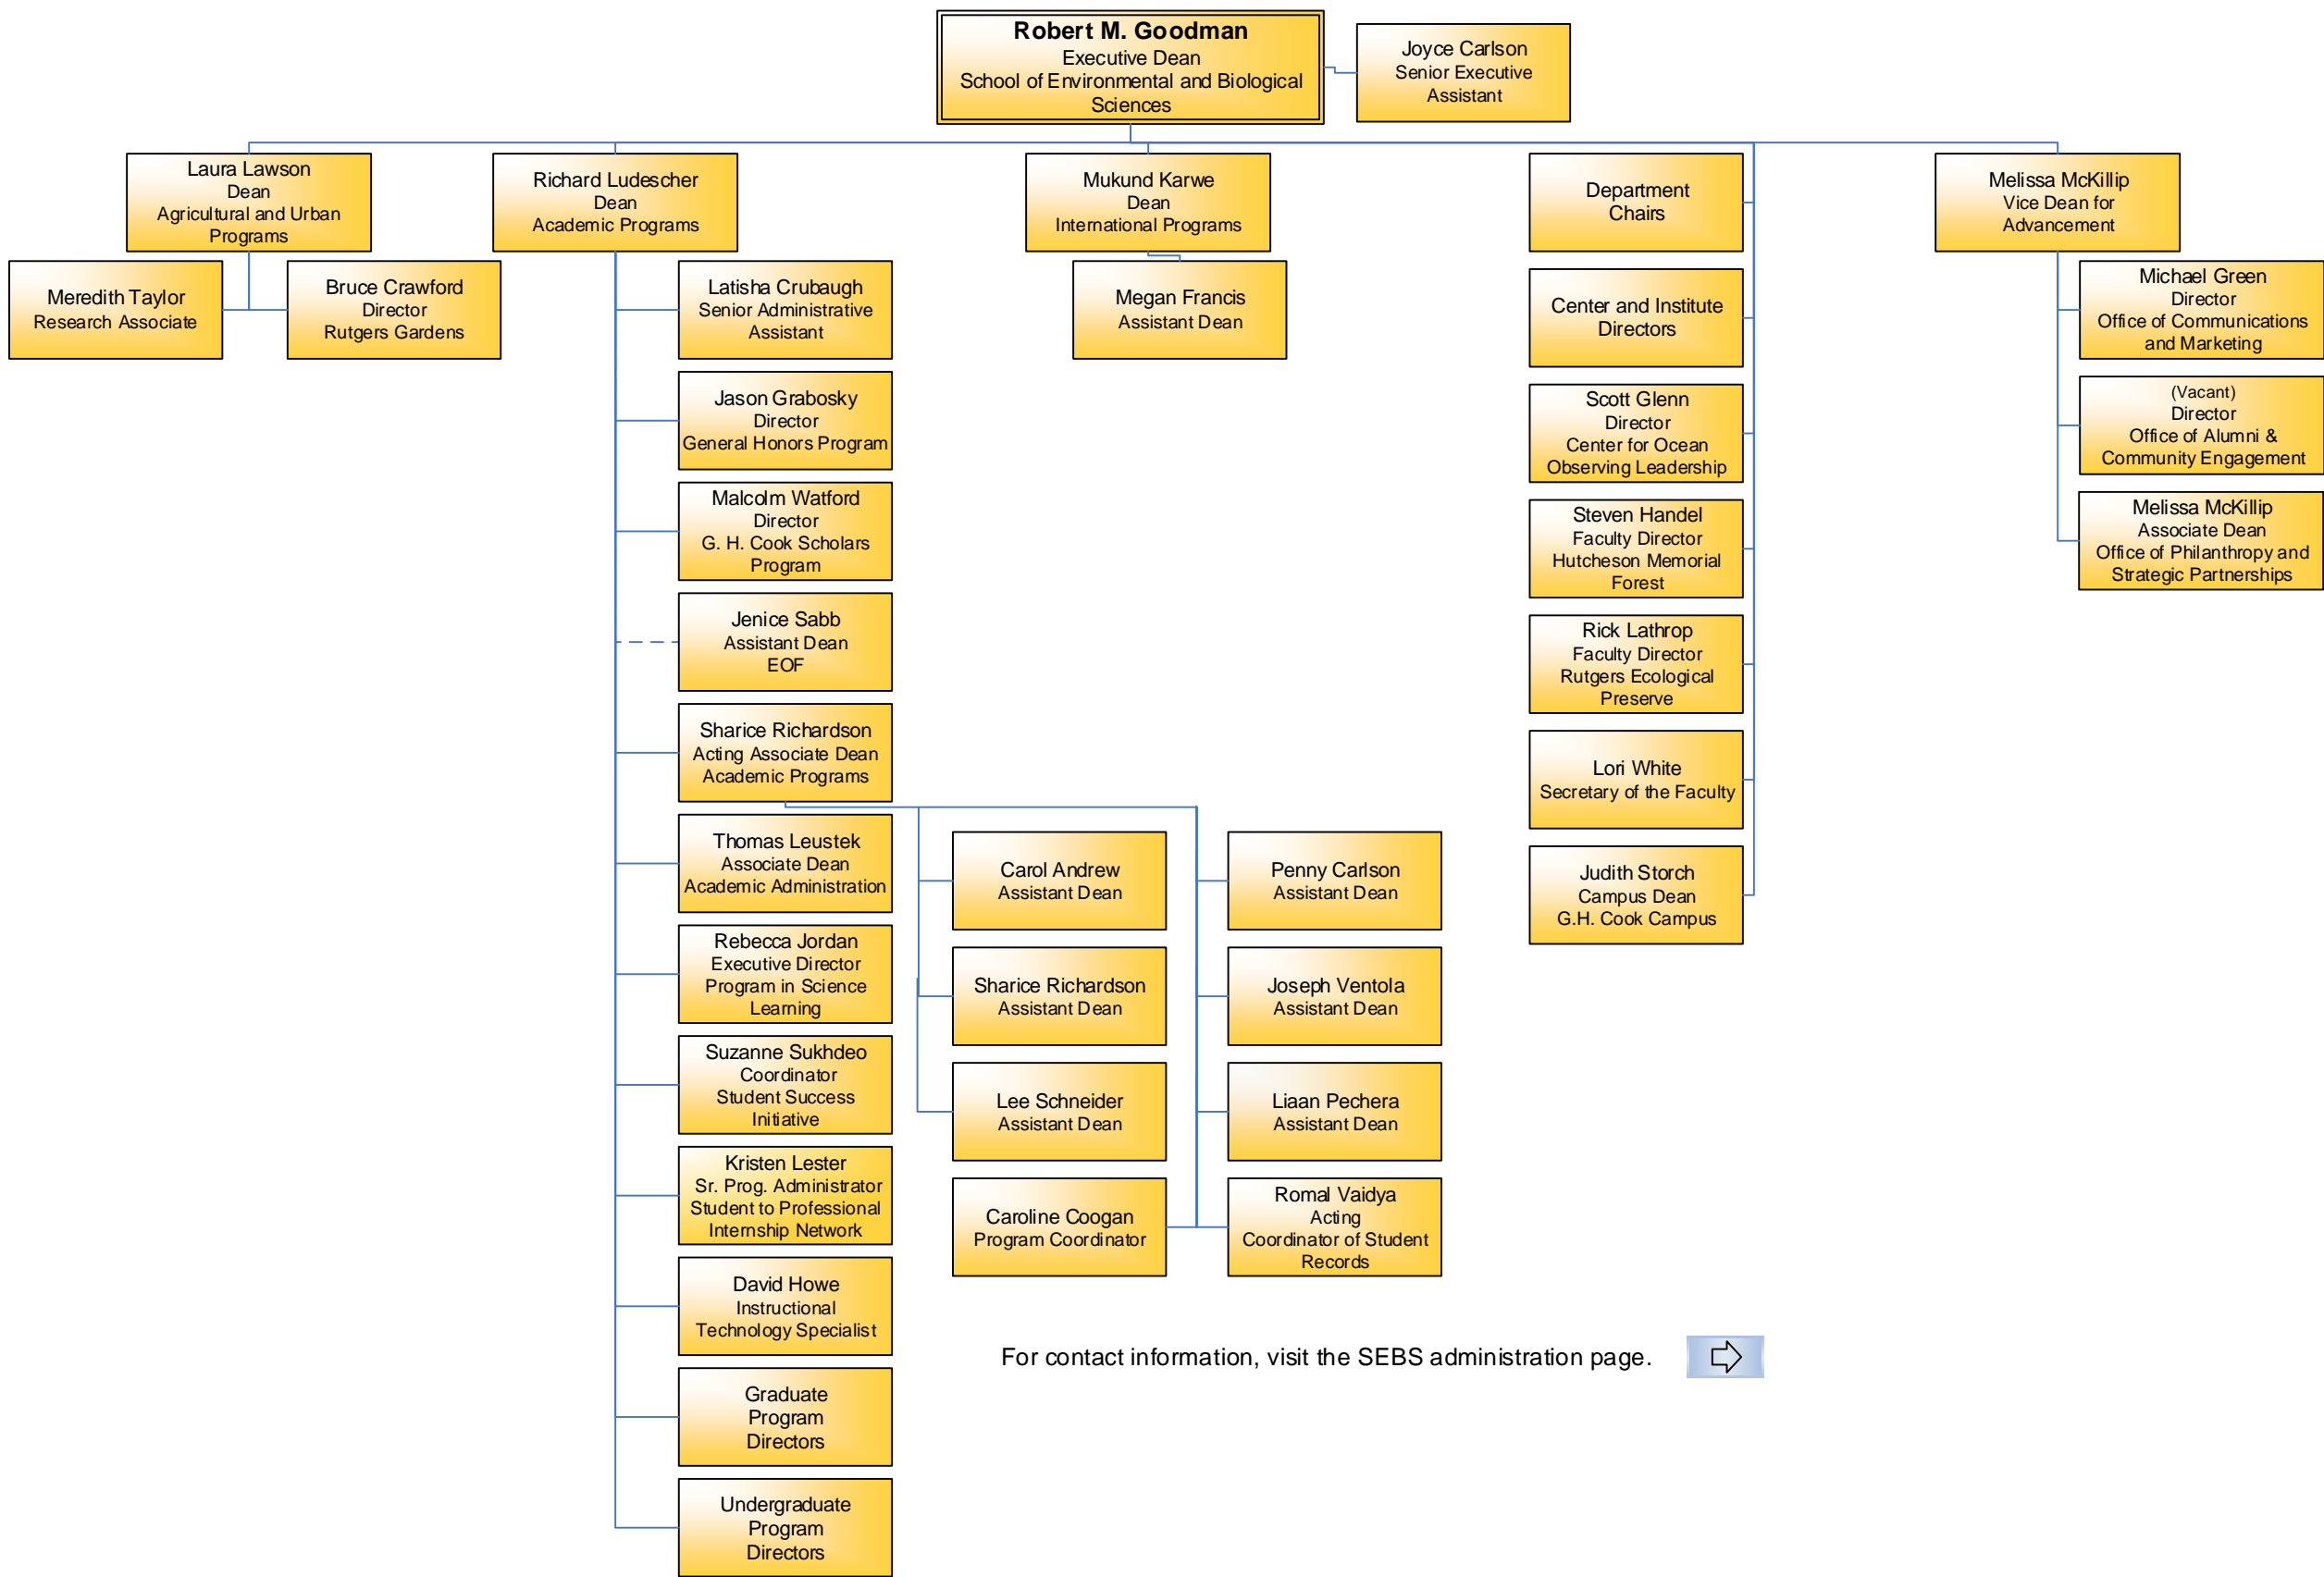 Robert M. Goodman
Executive Dean
School of Environmental and Biological
Sciences
Joyce Carlson
Senior Executive
Assistant
Laura Lawson
Dean
Agricultural and Urban
Programs
Richard Ludescher
Dean
Academic Programs
Mukund Karwe
Dean
International Programs
Department
Chairs
Melissa McKillip
Vice Dean for
Advancement
Meredith Taylor
Research Associate
Bruce Crawford
Director
Rutgers Gardens
Latisha Crubaugh
Senior Administrative
Assistant
Megan Francis
Assistant Dean
Center and Institute
Directors
Michael Green
Director
Office of Communications
and Marketing
Jason Grabosky
Director
General Honors Program
Scott Glenn
Director
Center for Ocean
Observing Leadership
(Vacant)
Director
Office of Alumni &
Community Engagement
Malcolm Watford
Director
G. H. Cook Scholars
Program
Steven Handel
Faculty Director
Hutcheson Memorial
Forest
Melissa McKillip
Associate Dean
Office of Philanthropy and
Strategic Partnerships
Jenice Sabb
Assistant Dean
EOF
Rick Lathrop
Faculty Director
Rutgers Ecological
Preserve
Sharice Richardson
Acting Associate Dean
Academic Programs
Lori White
Secretary of the Faculty
Thomas Leustek
Associate Dean
Academic Administration
Carol Andrew
Assistant Dean
Penny Carlson
Assistant Dean
Judith Storch
Campus Dean
G.H. Cook Campus
Rebecca Jordan
Executive Director
Program in Science
Learning
Sharice Richardson
Assistant Dean
Joseph Ventola
Assistant Dean
Suzanne Sukhdeo
Coordinator
Student Success
Initiative
Lee Schneider
Assistant Dean
Liaan Pechera
Assistant Dean
Kristen Lester
Sr. Prog. Administrator
Student to Professional
Internship Network
Caroline Coogan
Program Coordinator
Romal Vaidya
Acting
Coordinator of Student
Records
David Howe
Instructional
Technology Specialist
For contact information, visit the SEBS administration page.
Graduate
Program
Directors
Undergraduate
Program
Directors